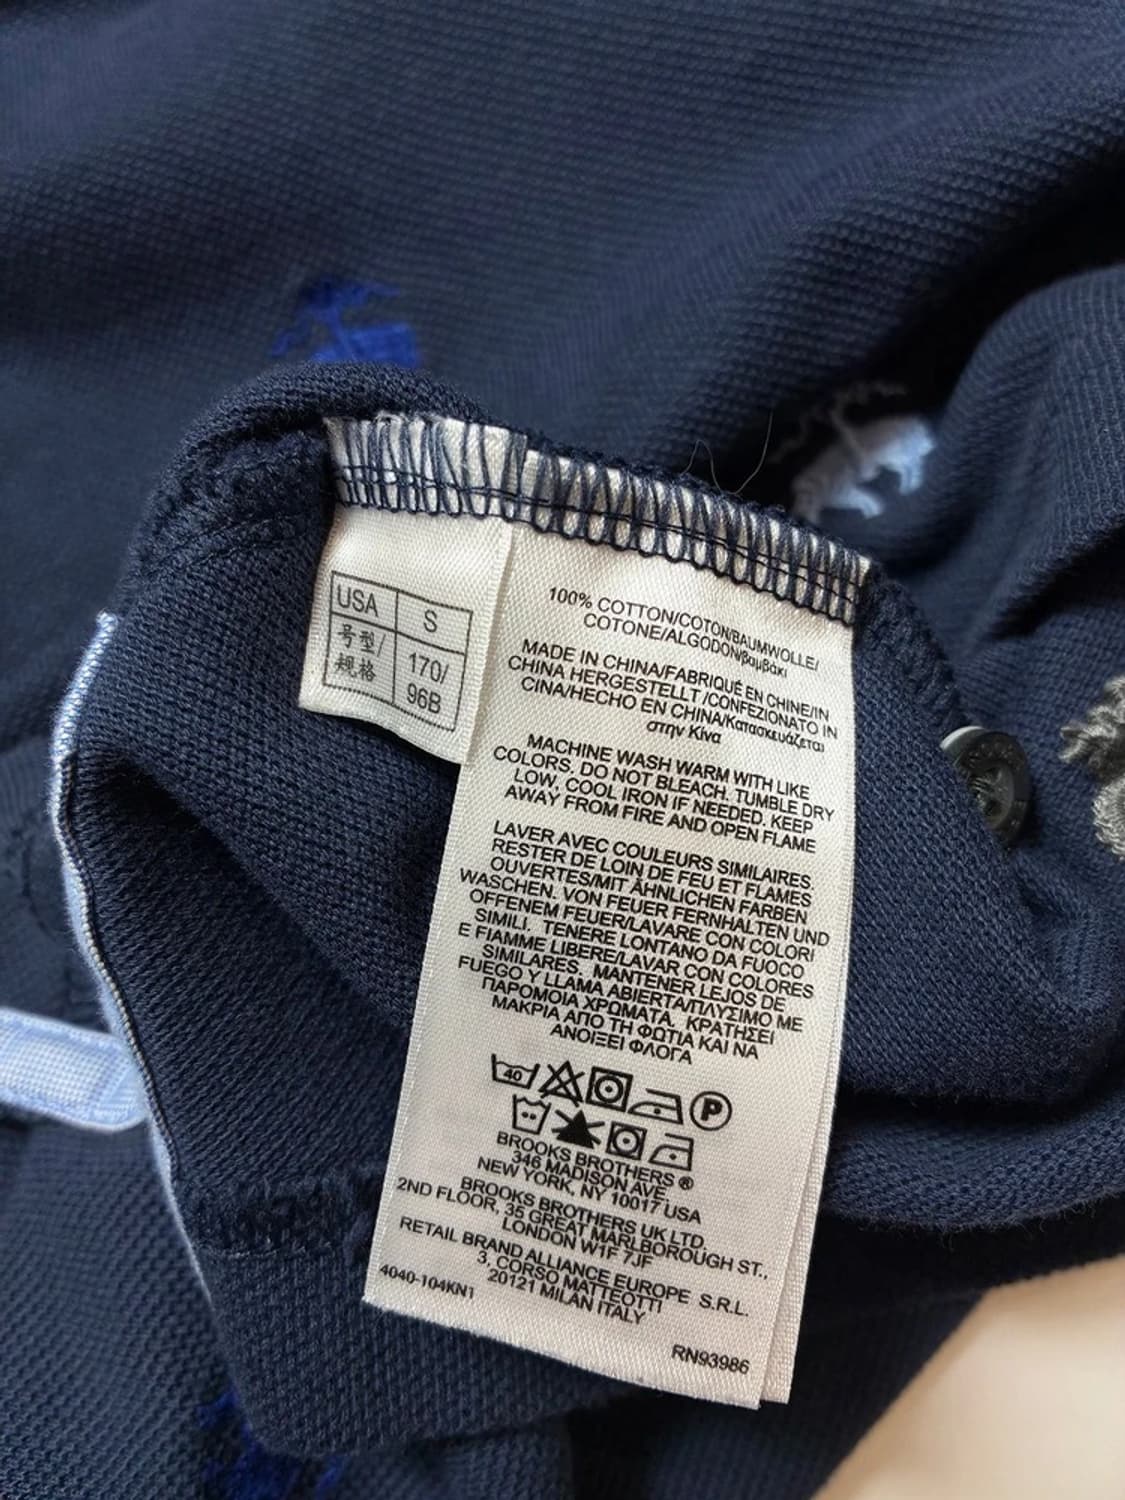 USA S
号型/
规格 170/
96B
100% COTTON/COTON/BAUMWOLLE/
COTONE/ALGODON/βαμβάκι
MADE IN CHINA/FABRIQUÉ EN CHINE/IN
CHINA HERGESTELLT /CONFEZIONATO IN
CINA/HECHO EN CHINA/Κατασκευάζεται
στην Κίνα
MACHINE WASH WARM WITH LIKE
COLORS. DO NOT BLEACH. TUMBLE DRY
LOW, COOL IRON IF NEEDED. KEEP
AWAY FROM FIRE AND OPEN FLAME
LAVER AVEC COULEURS SIMILAIRES.
RESTER DE LOIN DE FEU ET FLAMES
OUVERTES/MIT ÄHNLICHEN FARBEN
WASCHEN. VON FEUER FERNHALTEN UND
OFFENEM FEUER/LAVARE CON COLORI
SIMILI. TENERE LONTANO DA FUOCO
E FIAMME LIBERE/LAVAR CON COLORES
SIMILARES. MANTENER LEJOS DE
FUEGO Y LLAMA ABIERTA/ΠΛΥΣΙΜΟ ΜΕ
ΠΑΡΟΜΟΙΑ ΧΡΩΜΑΤΑ. ΚΡΑΤΗΣΕΙ
ΜΑΚΡΙΑ ΑΠΟ ΤΗ ΦΩΤΙΑ ΚΑΙ ΝΑ
ΑΝΟΙΞΕΙ ΦΛΟΓΑ
40 P
BROOKS BROTHERS ®
346 MADISON AVE.
NEW YORK, NY 10017 USA
BROOKS BROTHERS UK LTD.
2ND FLOOR, 35 GREAT MARLBOROUGH ST.,
LONDON W1F 7JF
RETAIL BRAND ALLIANCE EUROPE S.R.L.
3, CORSO MATTEOTTI
20121 MILAN ITALY
4040-104KN1
RN93986